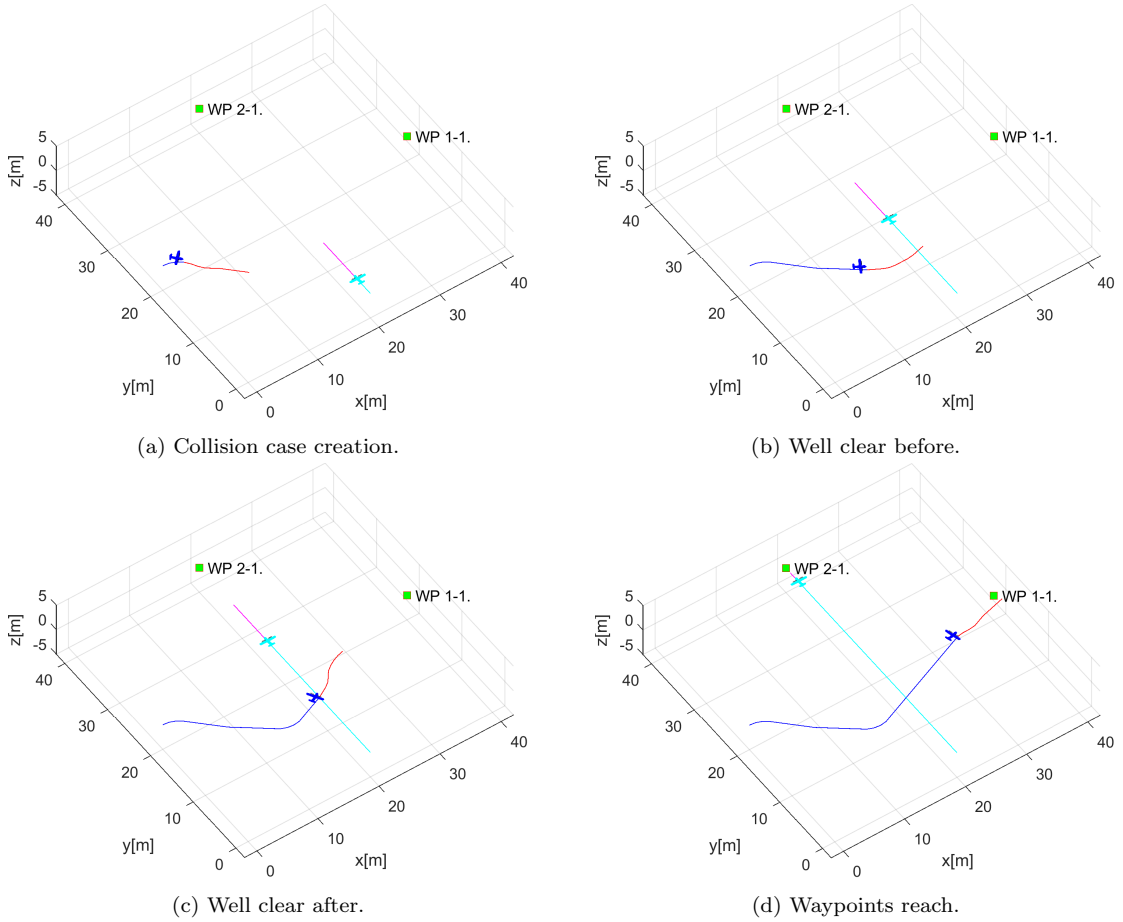 WP 2-1.
WP 1-1.
5
0
-5
z[m]
40
30
20
10
0
y[m]
0
10
20
30
40
x[m]
(a) Collision case creation.
WP 2-1.
WP 1-1.
5
0
-5
z[m]
40
30
20
10
0
y[m]
0
10
20
30
40
x[m]
(b) Well clear before.
WP 2-1.
WP 1-1.
5
0
-5
z[m]
40
30
20
10
0
y[m]
0
10
20
30
40
x[m]
(c) Well clear after.
WP 2-1.
WP 1-1.
5
0
-5
z[m]
40
30
20
10
0
y[m]
0
10
20
30
40
x[m]
(d) Waypoints reach.